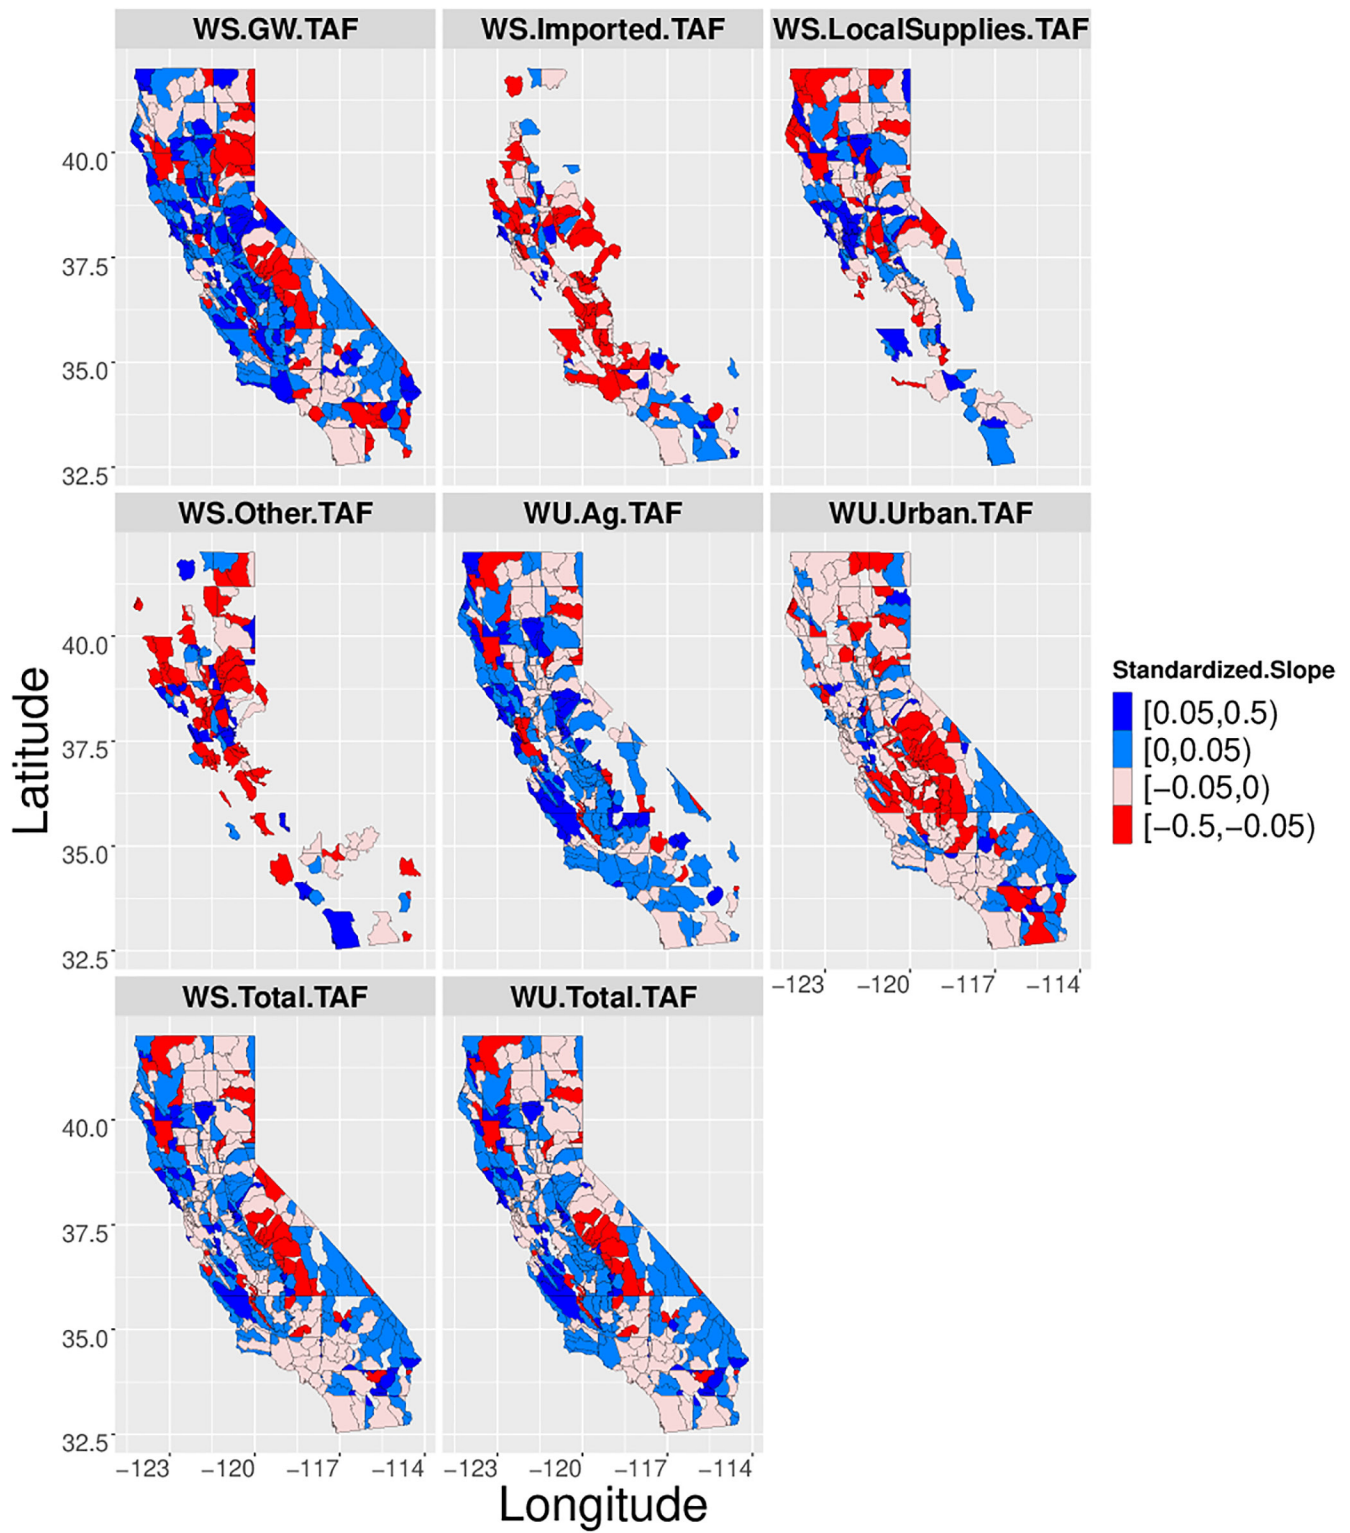 WS.GW.TAF WS.Imported.TAF WS.LocalSupplies.TAF
40.0
37.5
35.0
32.5
WS.Other.TAF WU.Ag.TAF WU.Urban.TAF
40.0
37.5
35.0
32.5
−123 −120 −117 −114
WS.Total.TAF WU.Total.TAF
40.0
37.5
35.0
32.5
−123 −120 −117 −114 −123 −120 −117 −114
Longitude
Latitude
Standardized.Slope
[0.05,0.5)
[0,0.05)
[−0.05,0)
[−0.5,−0.05)